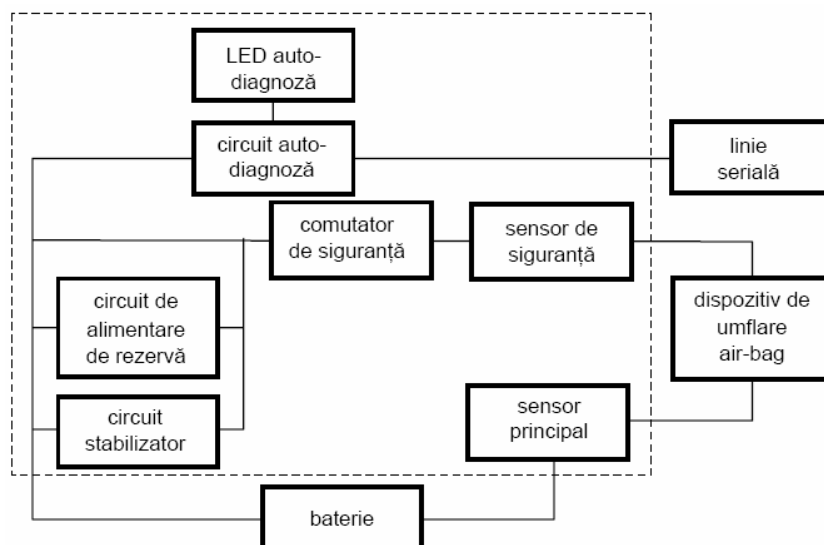 LED auto-
diagnoză
circuit auto-
diagnoză
linie
serială
comutator
de siguranță
sensor de
siguranță
circuit de
alimentare
de rezervă
dispozitiv de
umflare
air-bag
circuit
stabilizator
sensor
principal
baterie